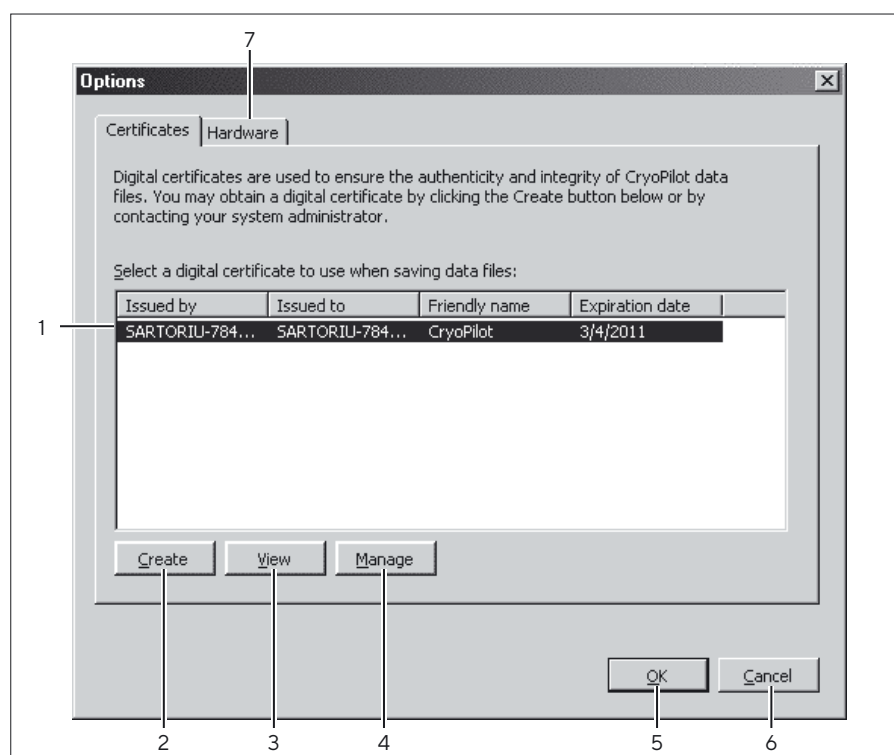 7
Options
Certificates Hardware
Digital certificates are used to ensure the authenticity and integrity of CryoPilot data
files. You may obtain a digital certificate by clicking the Create button below or by
contacting your system administrator.
Select a digital certificate to use when saving data files:
Issued by Issued to Friendly name Expiration date
1 SARTORIU-784... SARTORIU-784... CryoPilot 3/4/2011
Create View Manage
OK Cancel
2 3 4 5 6